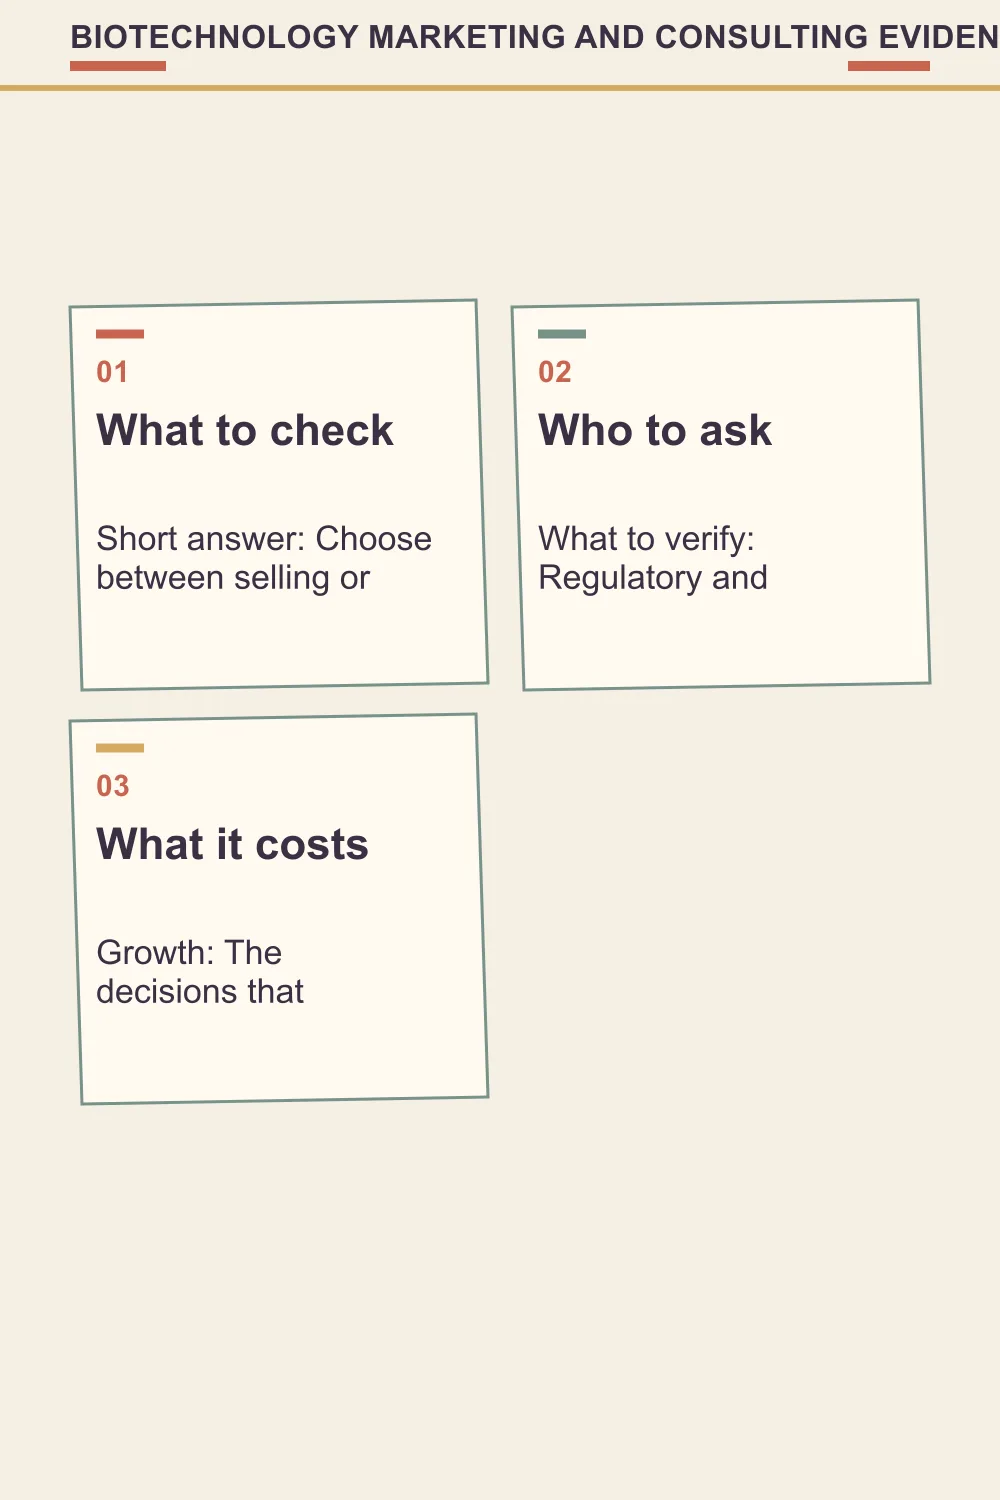 BIOTECHNOLOGY MARKETING AND CONSULTING EVIDEN
01
What to check
Short answer: Choose
between selling or
02
Who to ask
What to verify:
Regulatory and
03
What it costs
Growth: The
decisions that